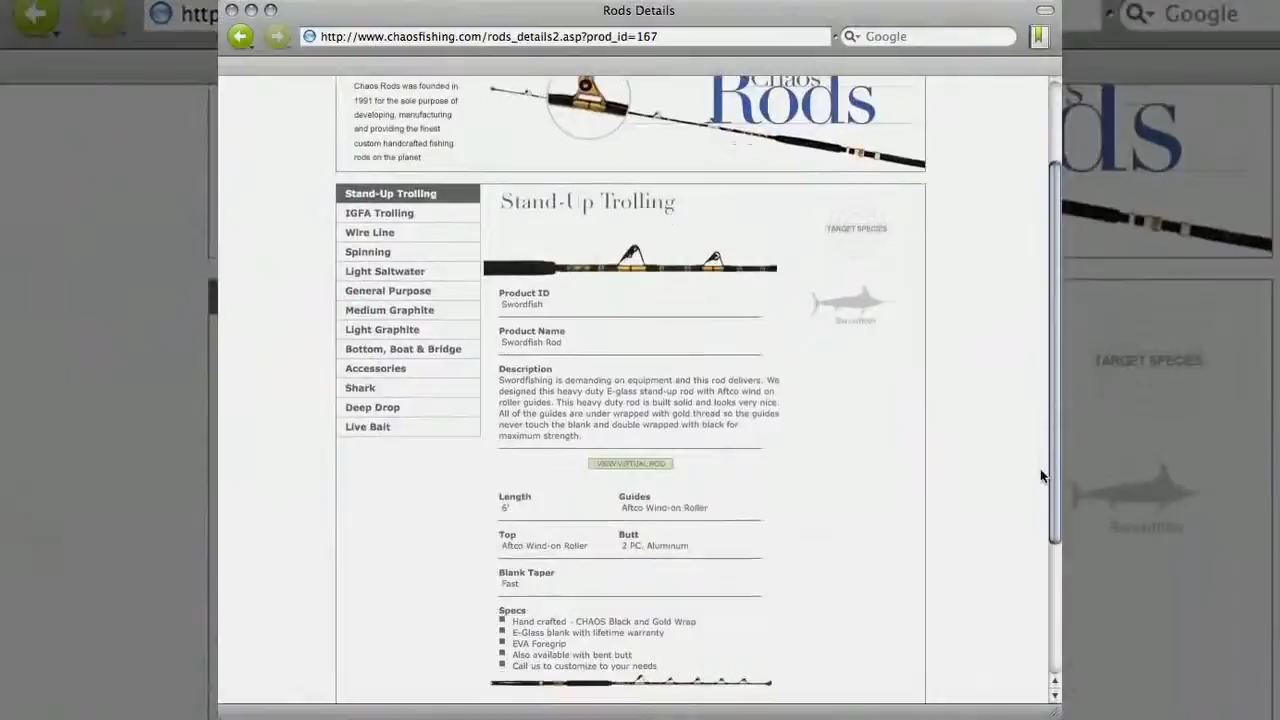 Rods Details
http://www.chaosfishing.com/rods_details2.asp?prod_id=167
Google
Chaos Rods was founded in
1991 for the sole purpose of
developing, manufacturing
and providing the finest
custom handcrafted fishing
rods on the planet
Chaos
Rods
Stand-Up Trolling
IGFA Trolling
Wire Line
Spinning
Light Saltwater
General Purpose
Medium Graphite
Light Graphite
Bottom, Boat & Bridge
Accessories
Shark
Deep Drop
Live Bait
Stand-Up Trolling
TARGET SPECIES
Swordfish
Product ID
Swordfish
Product Name
Swordfish Rod
Description
Swordfishing is demanding on equipment and this rod delivers. We
designed this heavy duty E-glass stand-up rod with Aftco wind on
roller guides. This heavy duty rod is built solid and looks very nice.
All of the guides are under wrapped with gold thread so the guides
never touch the blank and double wrapped with black for
maximum strength.
VIEW VIRTUAL ROD
Length Guides
6' Aftco Wind-on Roller
Top Butt
Aftco Wind-on Roller 2 PC. Aluminum
Blank Taper
Fast
Specs
Hand crafted - CHAOS Black and Gold Wrap
E-Glass blank with lifetime warranty
EVA Foregrip
Also available with bent butt
Call us to customize to your needs
http
Google
ds
TARGET SPECIES
Swordfish